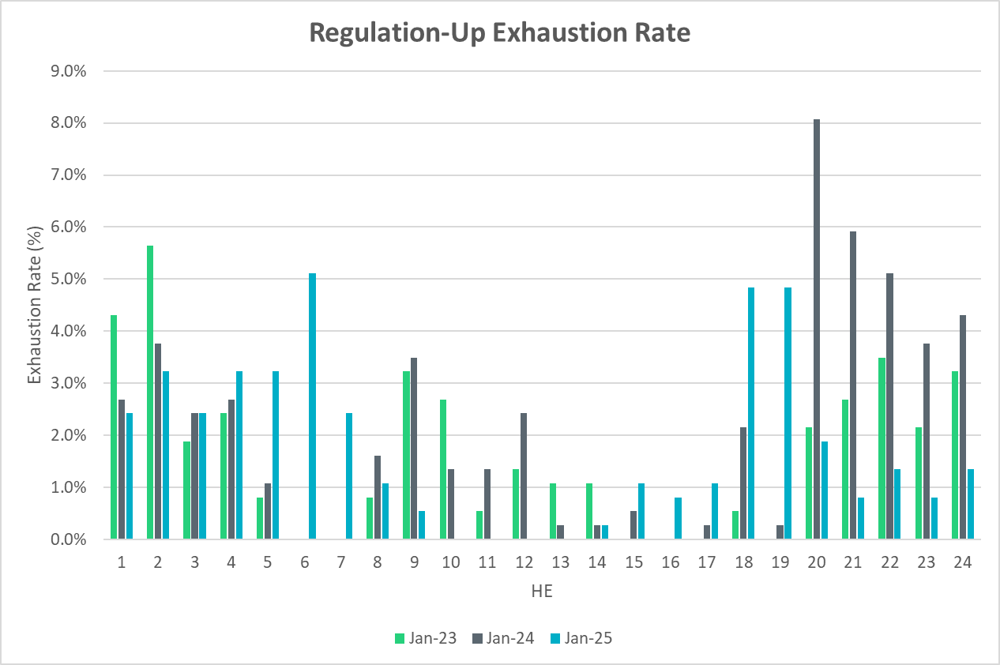 Regulation-Up Exhaustion Rate
9.0%
8.0%
7.0%
6.0%
5.0%
4.0%
3.0%
2.0%
1.0%
0.0%
Exhaustion Rate (%)
1 2 3 4 5 6 7 8 9 10 11 12 13 14 15 16 17 18 19 20 21 22 23 24
HE
Jan-23 Jan-24 Jan-25